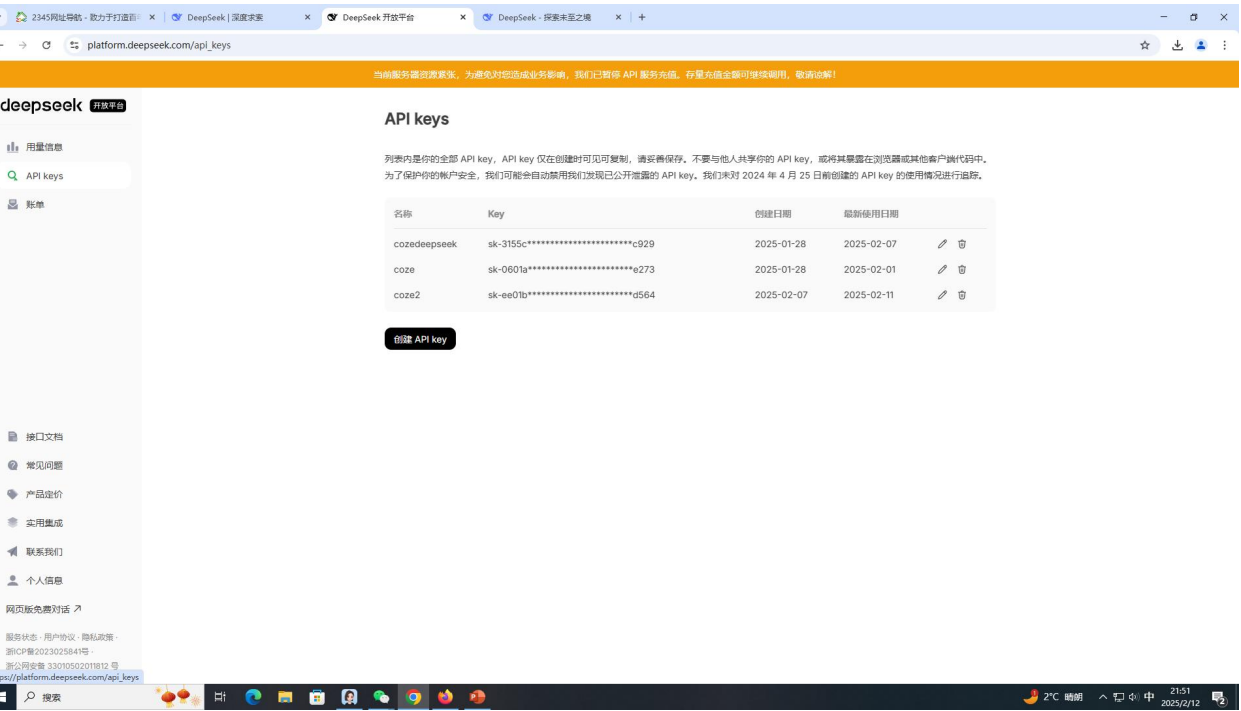 2345网址导航 - 致力于打造百
DeepSeek | 深度求索
DeepSeek 开放平台
DeepSeek - 探索未至之境
platform.deepseek.com/api_keys
当前服务器资源紧张，为避免对您造成业务影响，我们已暂停 API 服务充值。存量充值金额可继续调用，敬请谅解！
deepseek 开放平台
用量信息
API keys
账单
API keys
列表内是你的全部 API key，API key 仅在创建时可见可复制，请妥善保存。不要与他人共享你的 API key，或将其暴露在浏览器或其他客户端代码中。
为了保护你的帐户安全，我们可能会自动禁用我们发现已公开泄露的 API key。我们未对 2024 年 4 月 25 日前创建的 API key 的使用情况进行追踪。
名称 Key 创建日期 最新使用日期
cozedeepseek sk-3155c***********************c929 2025-01-28 2025-02-07
coze sk-0601a***********************e273 2025-01-28 2025-02-01
coze2 sk-ee01b***********************d564 2025-02-07 2025-02-11
创建 API key
接口文档
常见问题
产品定价
实用集成
联系我们
个人信息
网页版免费对话
服务状态 · 用户协议 · 隐私政策 ·
浙ICP备2023025841号 ·
浙公网安备 33010502011812 号
ps://platform.deepseek.com/api_keys
搜索
2°C 晴朗
中
21:51
2025/2/12
2